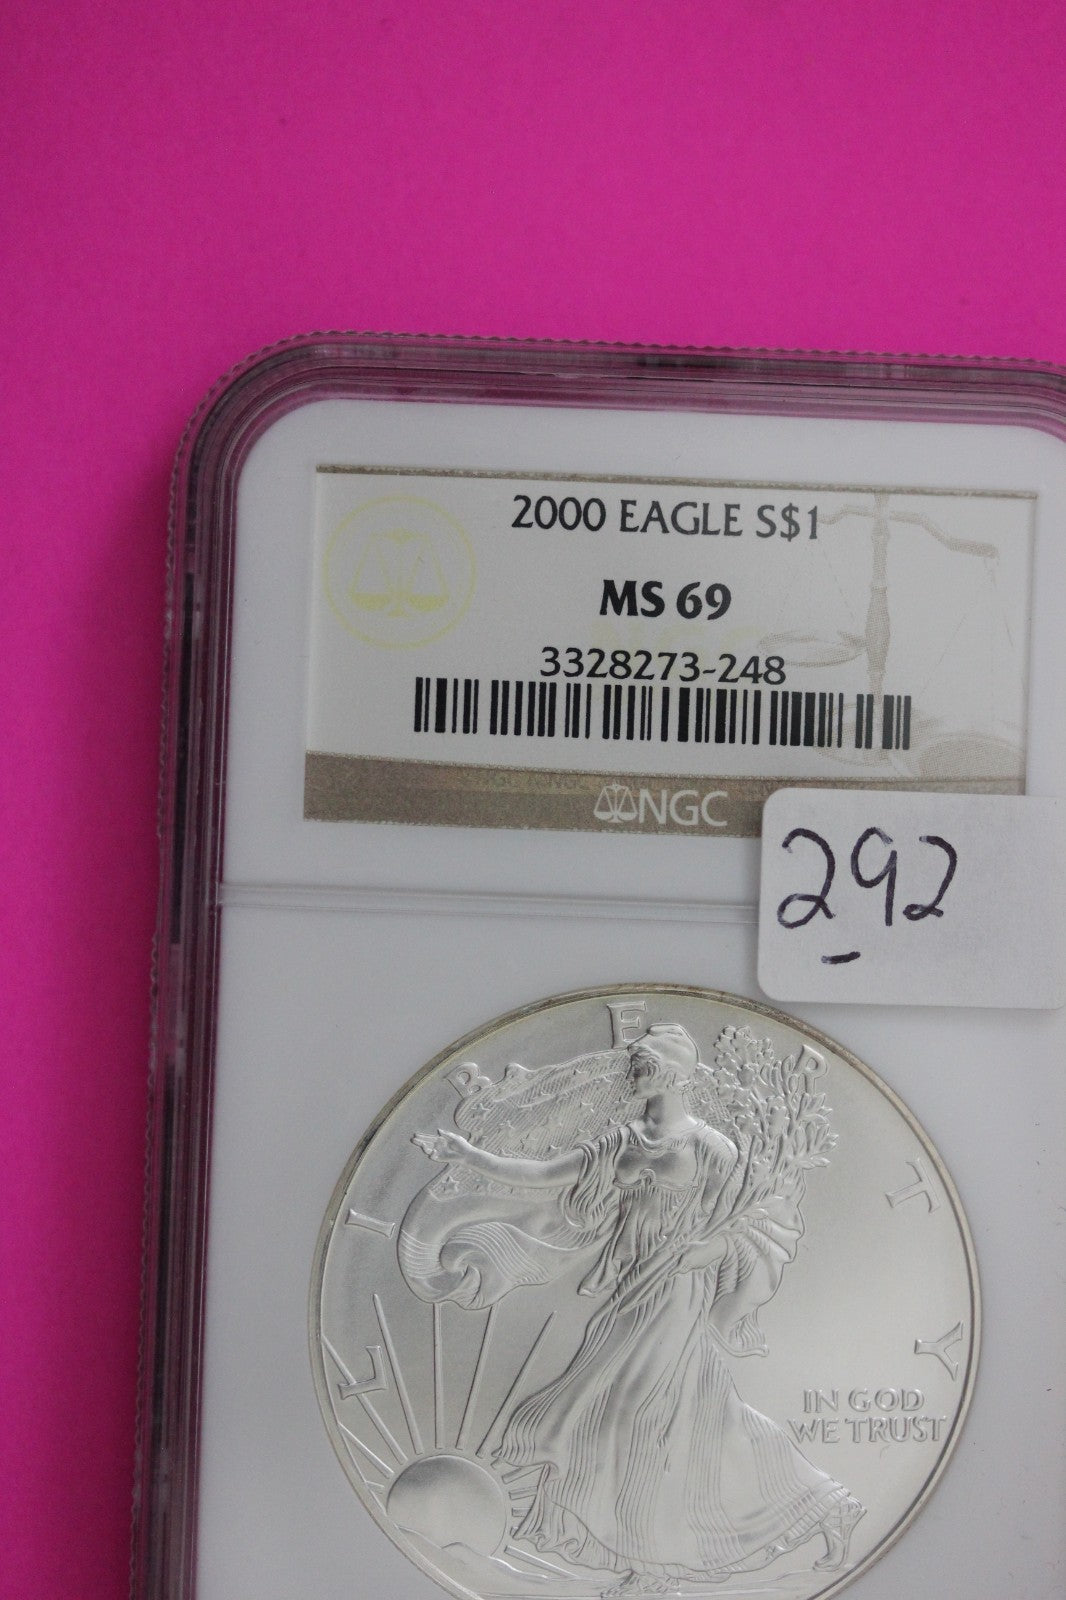 2000 EAGLE S$1
MS 69
3328273-248
NGC
292
LIBERTY
IN GOD
WE TRUST